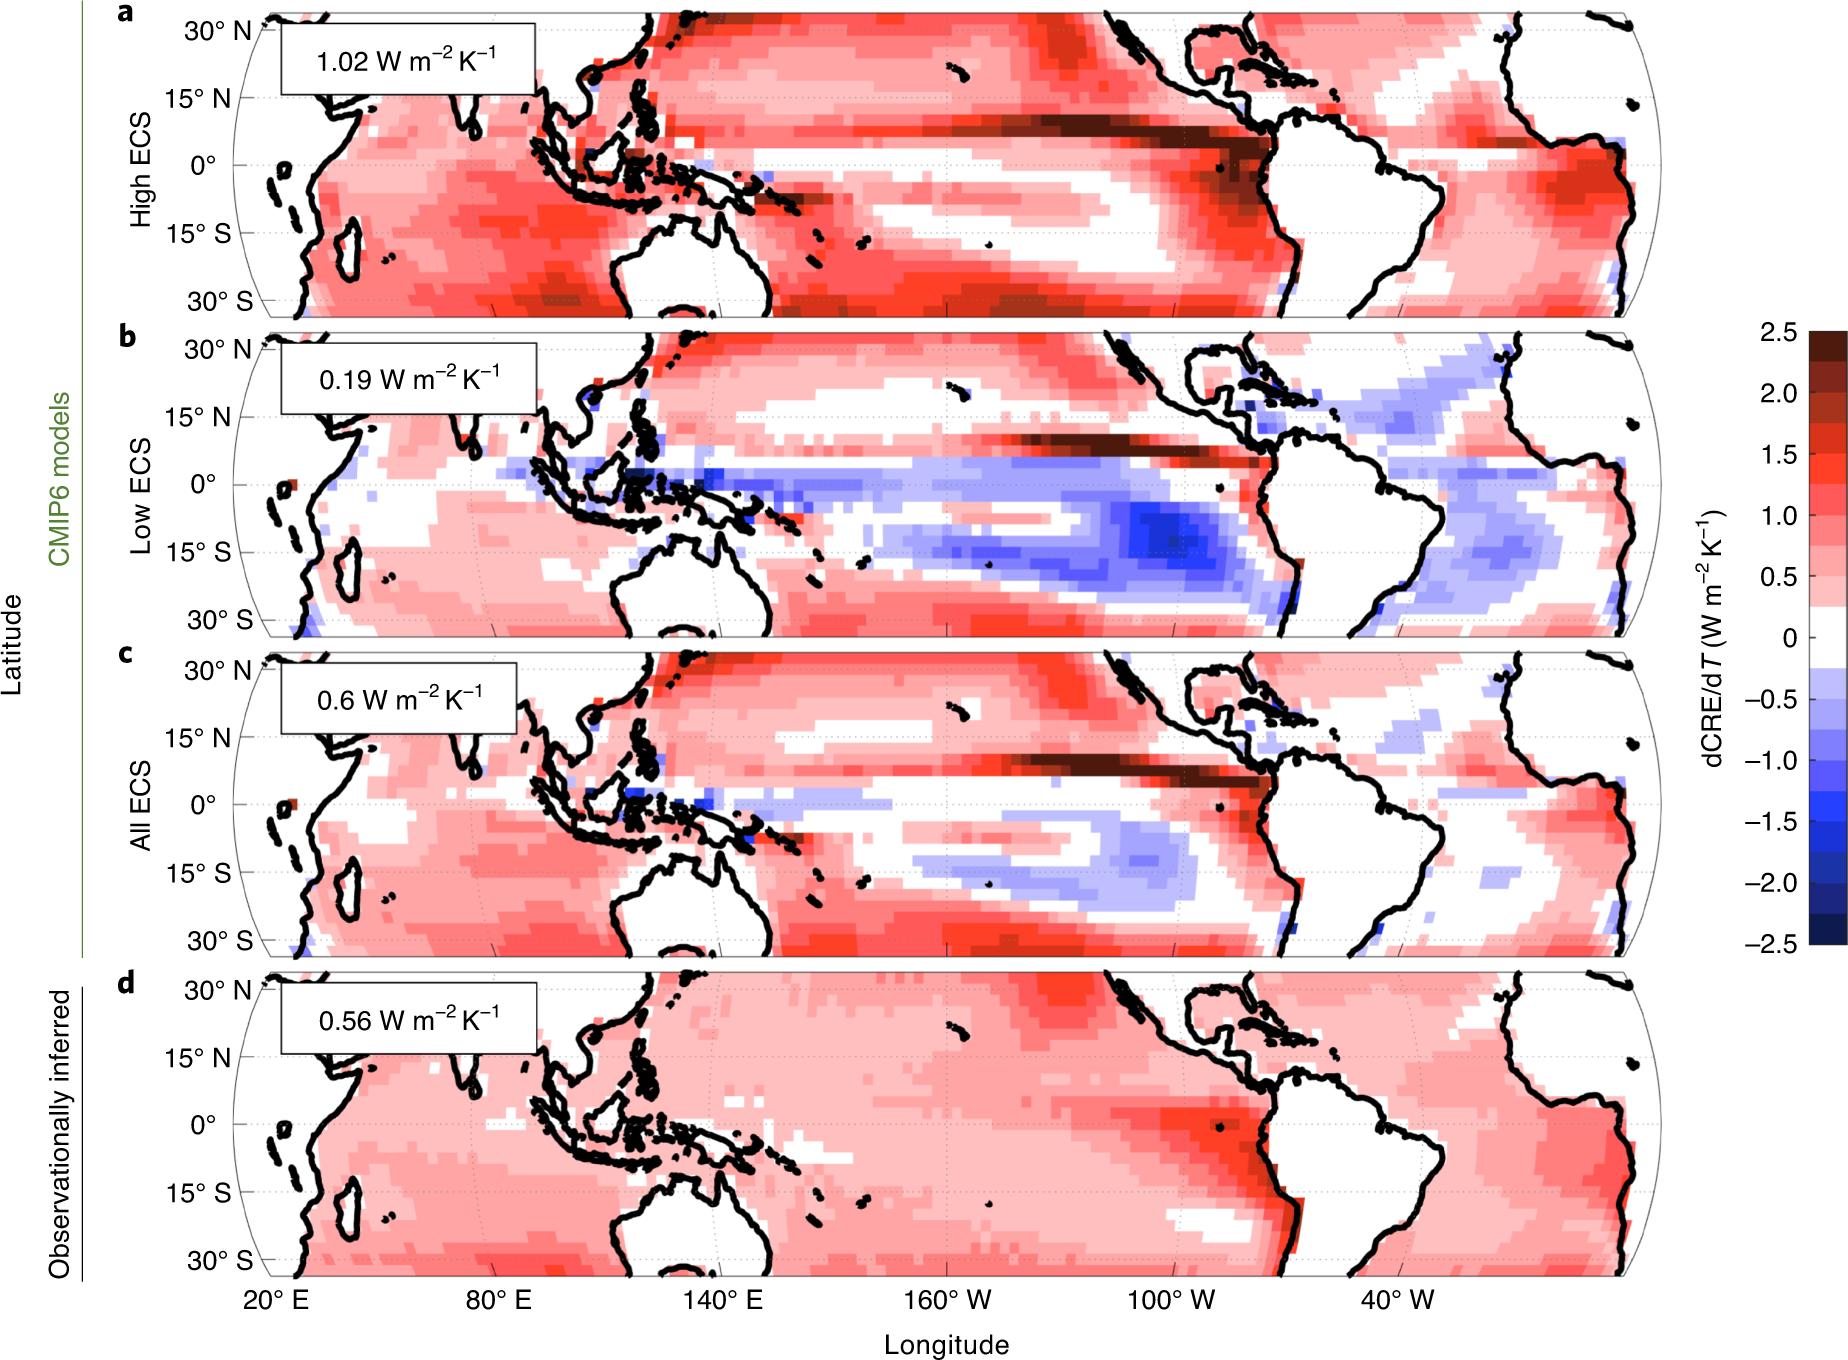 a
30° N
15° N
0°
15° S
30° S
1.02 W m⁻² K⁻¹
High ECS
b
30° N
15° N
0°
15° S
30° S
0.19 W m⁻² K⁻¹
Low ECS
c
30° N
15° N
0°
15° S
30° S
0.6 W m⁻² K⁻¹
All ECS
d
30° N
15° N
0°
15° S
30° S
0.56 W m⁻² K⁻¹
CMIP6 models
Observationally inferred
Latitude
20° E
80° E
140° E
160° W
100° W
40° W
Longitude
2.5
2.0
1.5
1.0
0.5
0
−0.5
−1.0
−1.5
−2.0
−2.5
dCRE/dT (W m⁻² K⁻¹)